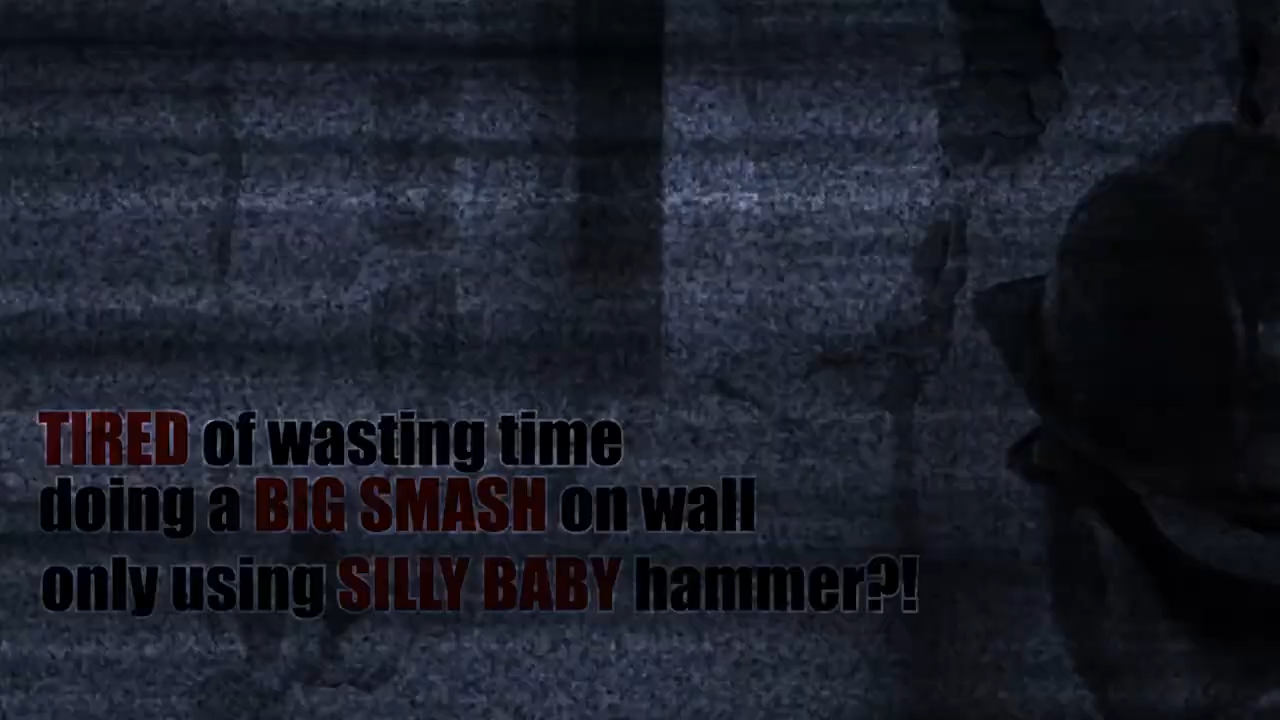 TIRED of wasting time
doing a BIG SMASH on wall
only using SILLY BABY hammer?!